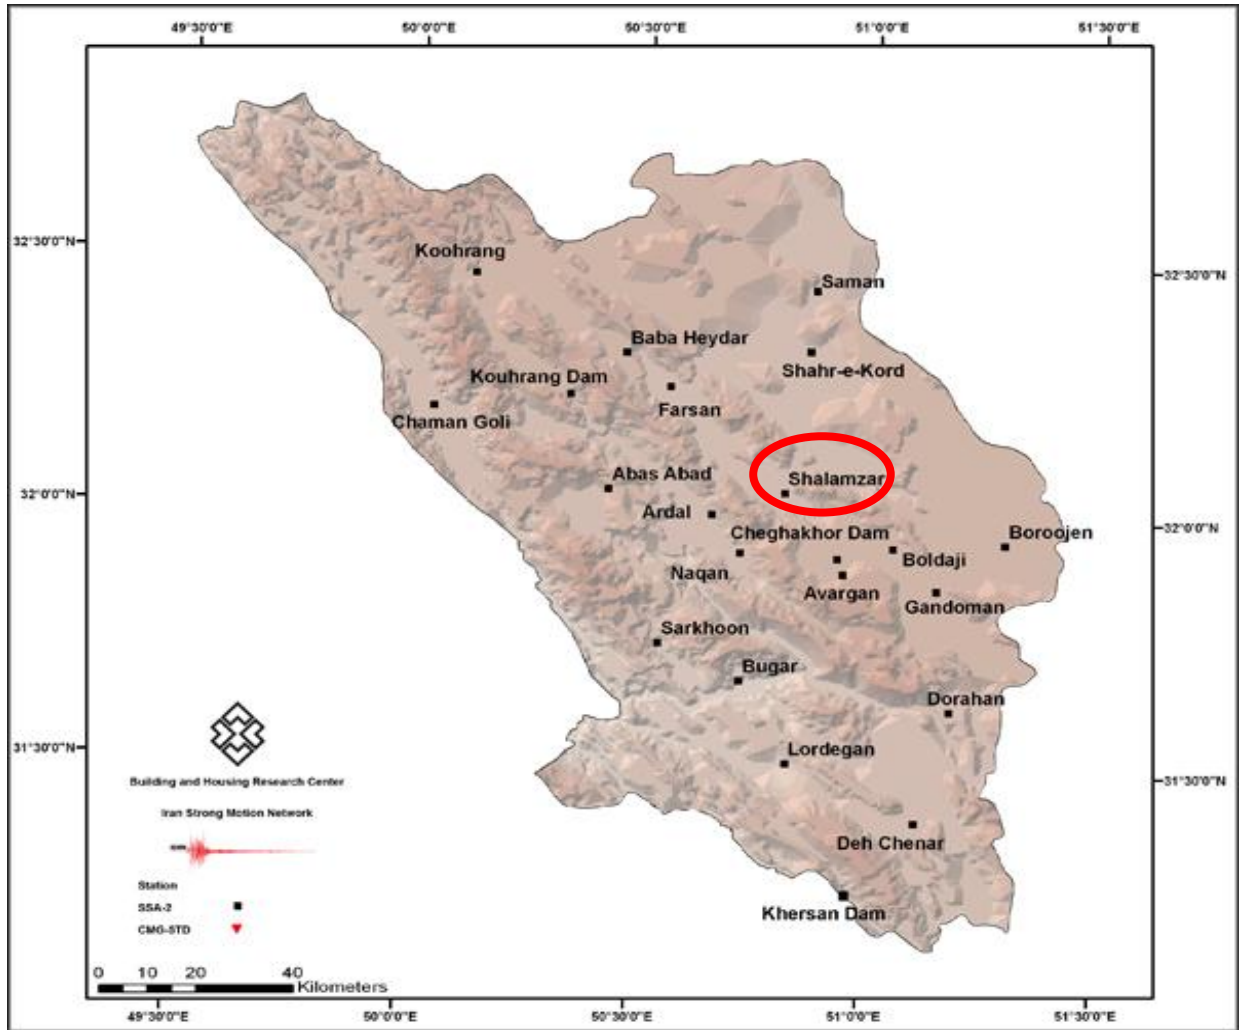 49°30'0"E
50°0'0"E
50°30'0"E
51°0'0"E
51°30'0"E
32°30'0"N
32°30'0"N
Koohrang
Saman
Baba Heydar
Shahr-e-Kord
Kouhrang Dam
Farsan
Chaman Goli
Abas Abad
Shalamzar
32°0'0"N
Ardal
32°0'0"N
Cheghakhor Dam
Boroojen
Boldaji
Naqan
Avargan
Gandoman
Sarkhoon
Bugar
Dorahan
31°30'0"N
Lordegan
31°30'0"N
Building and Housing Research Center
Iran Strong Motion Network
Deh Chenar
Station
SSA-2
Khersan Dam
CMG-5TD
0 10 20 40
Kilometers
49°30'0"E
50°0'0"E
50°30'0"E
51°0'0"E
51°30'0"E